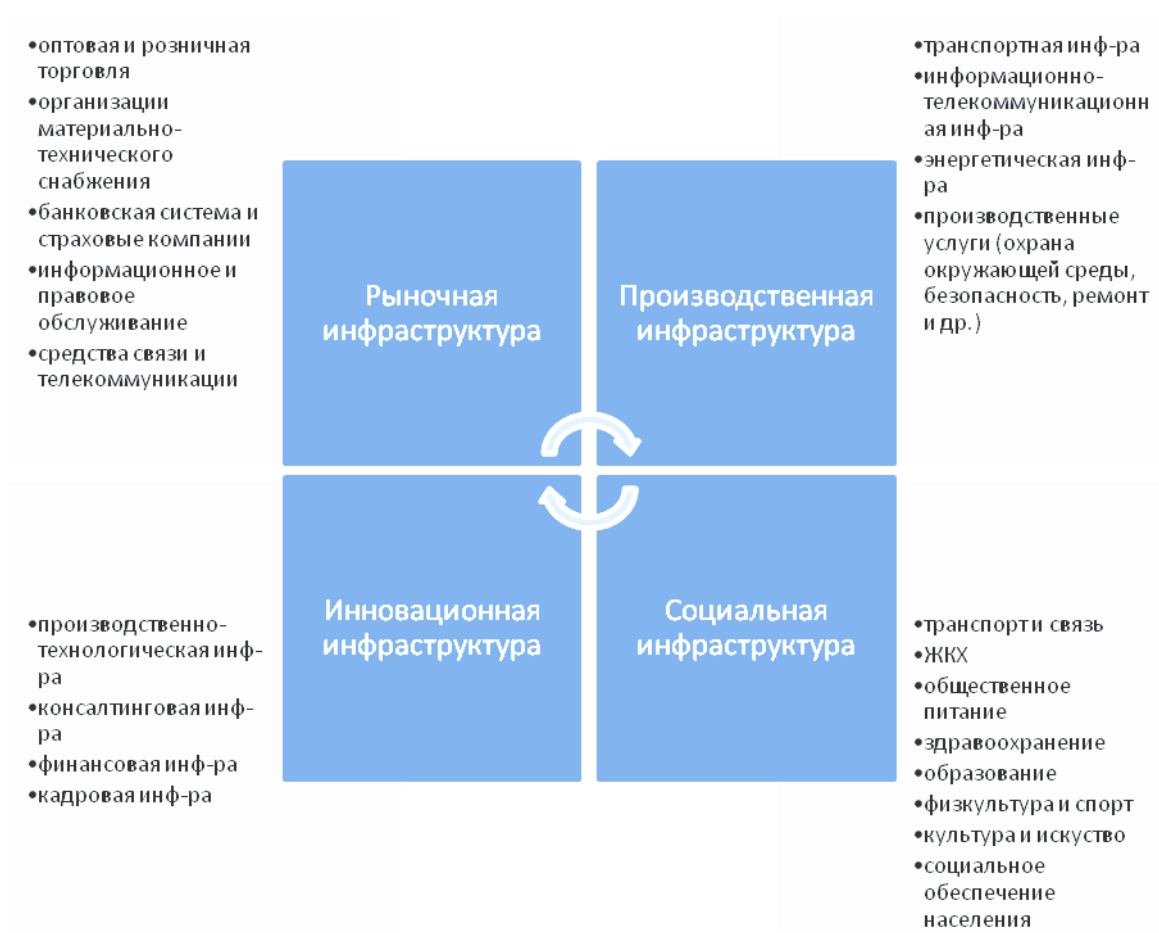 •оптовая и розничная
торговля
•организации
материально-
технического
снабжения
•банковская система и
страховые компании
•информационное и
правовое
обслуживание
•средства связи и
телекоммуникации
Рыночная
инфраструктура
Производственная
инфраструктура
•транспортная инф-ра
•информационно-
телекоммуникационн
ая инф-ра
•энергетическая инф-
ра
•производственные
услуги (охрана
окружающей среды,
безопасность, ремонт
и др.)
•производственно-
технологическая инф-
ра
•консалтинговая инф-
ра
•финансовая инф-ра
•кадровая инф-ра
Инновационная
инфраструктура
Социальная
инфраструктура
•транспорт и связь
•ЖКХ
•общественное
питание
•здравоохранение
•образование
•физкультура и спорт
•культура и искуство
•социальное
обеспечение
населения